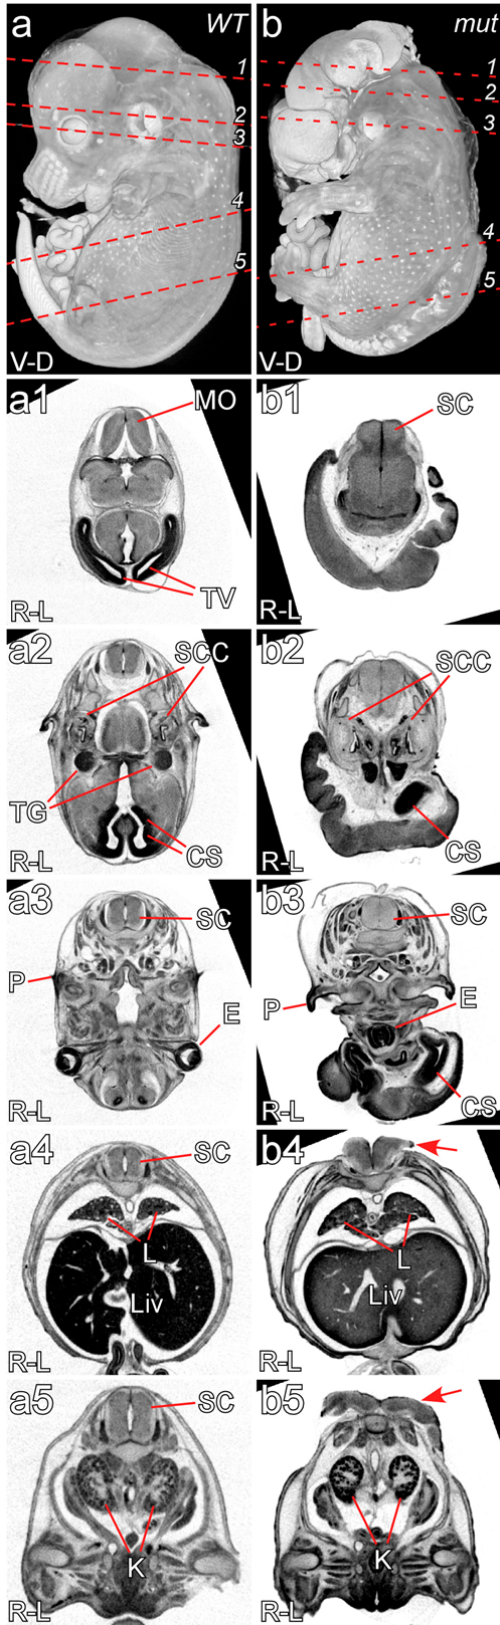 a WT
1
2
3
4
5
V-D
b mut
1
2
3
4
5
V-D
a1
MO
TV
R-L
b1
SC
R-L
a2
SCC
TG
CS
R-L
b2
SCC
CS
R-L
a3
SC
P
E
R-L
b3
SC
P
E
CS
R-L
a4
SC
L
Liv
R-L
b4
L
Liv
R-L
a5
SC
K
R-L
b5
K
R-L